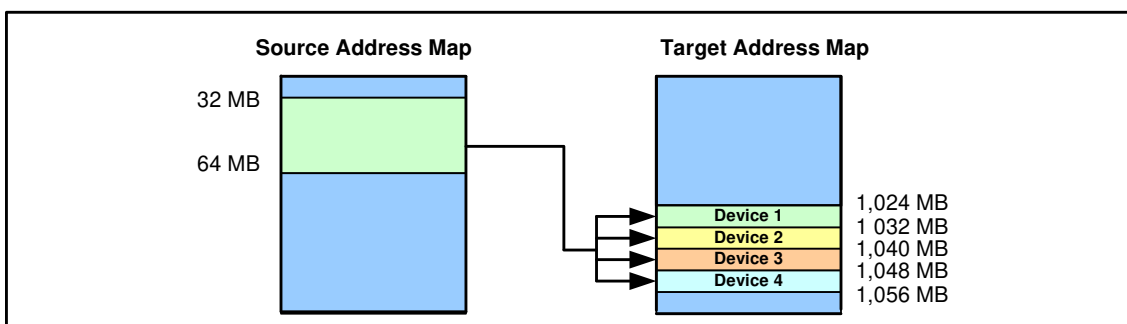 Source Address Map
Target Address Map
32 MB
64 MB
Device 1
Device 2
Device 3
Device 4
1,024 MB
1 032 MB
1,040 MB
1,048 MB
1,056 MB